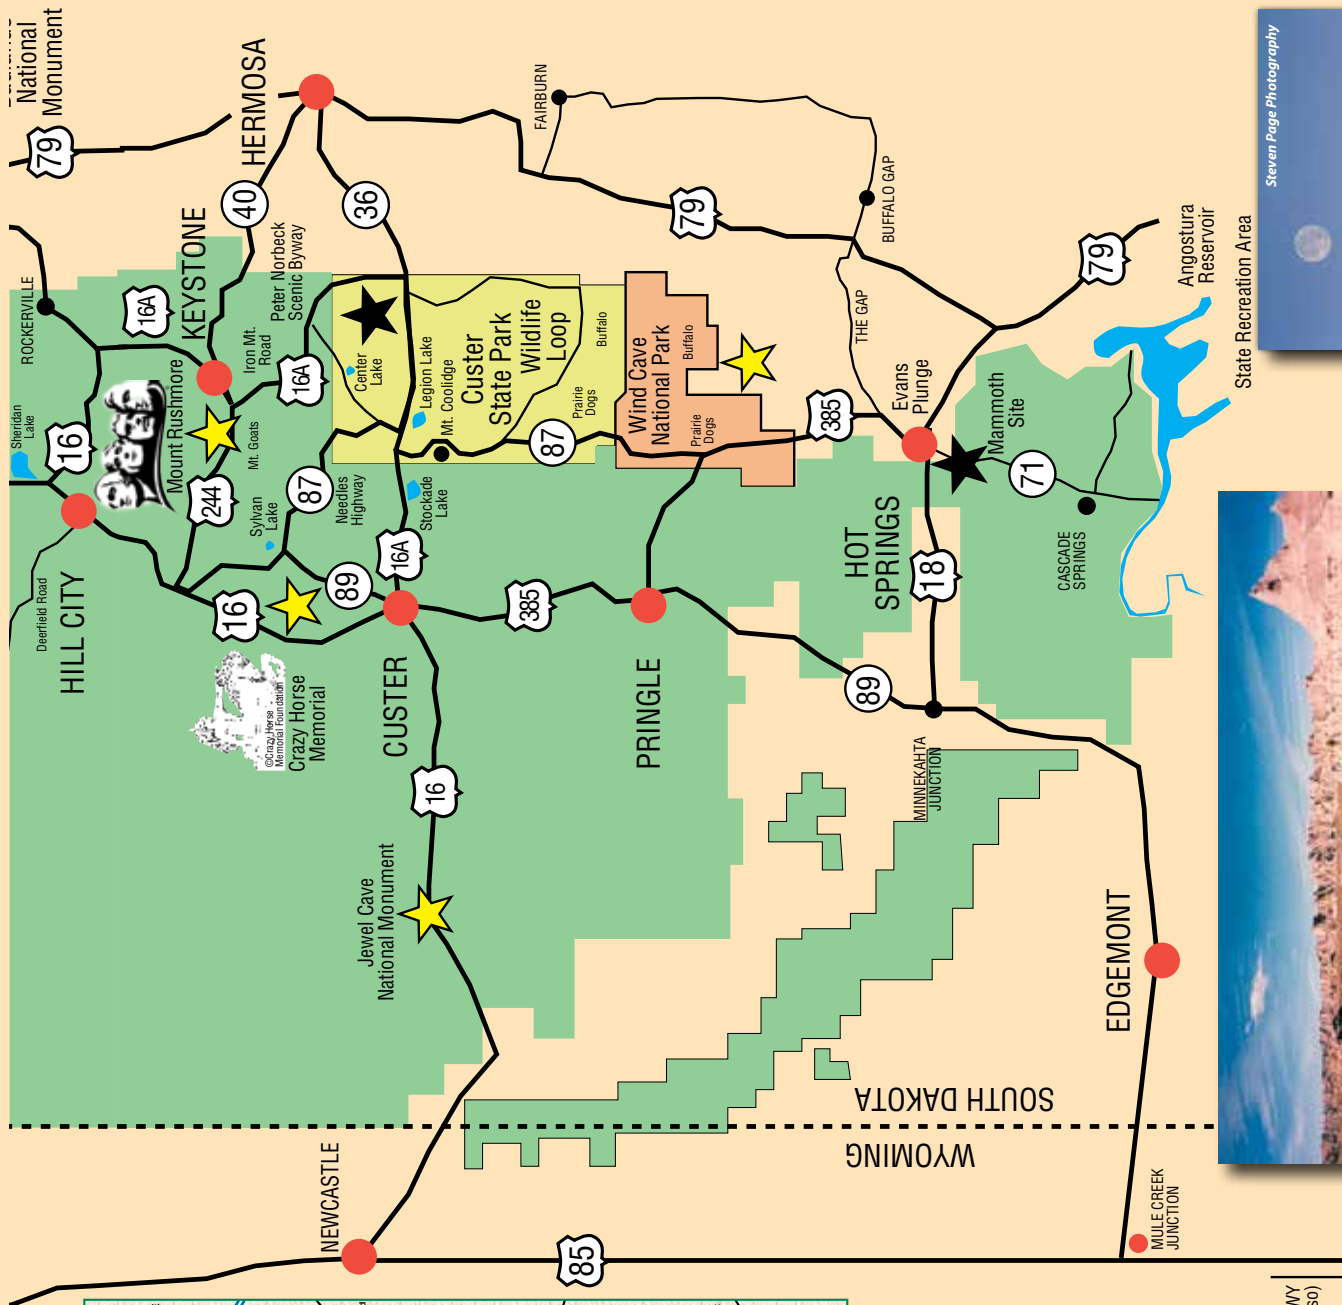 National
Monument
79
HERMOSA
40
36
KEYSTONE
ROCKERVILLE
16A
Peter Norbeck
Scenic Byway
Iron Mt.
Road
16A
Sheridan
Lake
16
Mount Rushmore
Mt. Goats
244
87
Needles
Highway
Sylvan
Lake
HILL CITY
Deerfield Road
16
89
©Crazy Horse
Memorial Foundation
Crazy Horse
Memorial
Center
Lake
Legion Lake
Mt. Coolidge
Custer
State Park
Wildlife
Loop
Buffalo
Prairie
Dogs
87
Stockade
Lake
16A
CUSTER
385
16
Jewel Cave
National Monument
PRINGLE
Wind Cave
National Park
Buffalo
Prairie
Dogs
385
FAIRBURN
79
BUFFALO GAP
THE GAP
79
Angostura
Reservoir
State Recreation Area
Evans
Plunge
Mammoth
Site
71
HOT
SPRINGS
18
CASCADE
SPRINGS
89
MINNEKAHTA
JUNCTION
EDGEMONT
SOUTH DAKOTA
WYOMING
NEWCASTLE
85
MULE CREEK
JUNCTION
Steven Page Photography